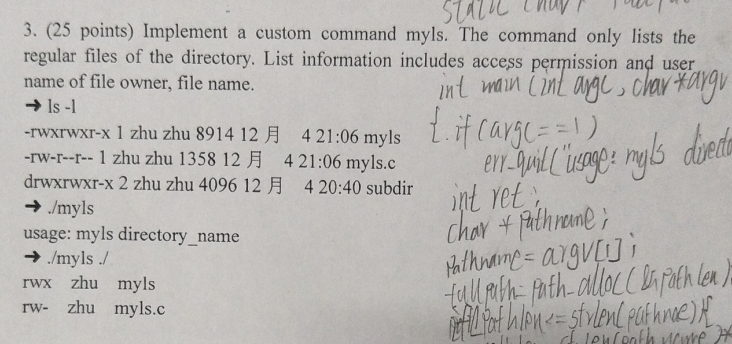 3. (25 points) Implement a custom command myls. The command only lists the
regular files of the directory. List information includes access permission and user
name of file owner, file name.
➔ ls -l
-rwxrwxr-x 1 zhu zhu 8914 12 月 4 21:06 myls
-rw-r--r-- 1 zhu zhu 1358 12 月 4 21:06 myls.c
drwxrwxr-x 2 zhu zhu 4096 12 月 4 20:40 subdir
➔ ./myls
usage: myls directory_name
➔ ./myls ./
rwx zhu myls
rw- zhu myls.c
static char
int main (int argc, char *argv
{ if (argc == 1)
err_quit("usage: myls directo
int ret;
char * pathname;
pathname = argv[1];
fullpath = path_alloc(&pathlen)
pathlen <= strlen(pathnae)){